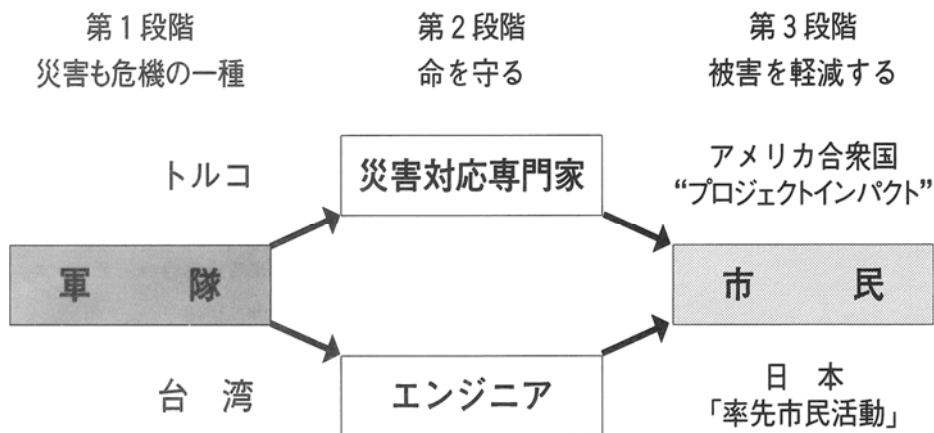 第1段階
災害も危機の一種
第2段階
命を守る
第3段階
被害を軽減する
トルコ
災害対応専門家
アメリカ合衆国
“プロジェクトインパクト”
軍　隊
市　民
台　湾
エンジニア
日　本
「率先市民活動」